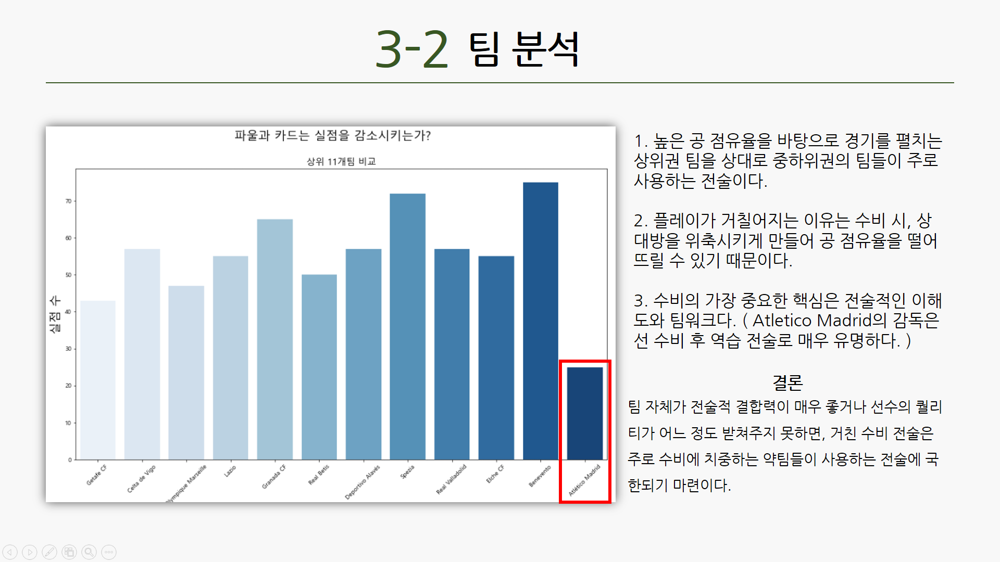 3-2 팀 분석
파울과 카드는 실점을 감소시키는가?
상위 11개팀 비교
실점 수
70
60
50
40
30
20
10
0
Getafe CF
Celta de Vigo
lympique Marseille
Lazio
Granada CF
Real Betis
Deportivo Alavés
Spezia
Real Valladolid
Elche CF
Benevento
Atlético Madrid
1. 높은 공 점유율을 바탕으로 경기를 펼치는
상위권 팀을 상대로 중하위권의 팀들이 주로
사용하는 전술이다.
2. 플레이가 거칠어지는 이유는 수비 시, 상
대방을 위축시키게 만들어 공 점유율을 떨어
뜨릴 수 있기 때문이다.
3. 수비의 가장 중요한 핵심은 전술적인 이해
도와 팀워크다. ( Atletico Madrid의 감독은
선 수비 후 역습 전술로 매우 유명하다. )
결론
팀 자체가 전술적 결합력이 매우 좋거나 선수의 퀄리
티가 어느 정도 받쳐주지 못하면, 거친 수비 전술은
주로 수비에 치중하는 약팀들이 사용하는 전술에 국
한되기 마련이다.